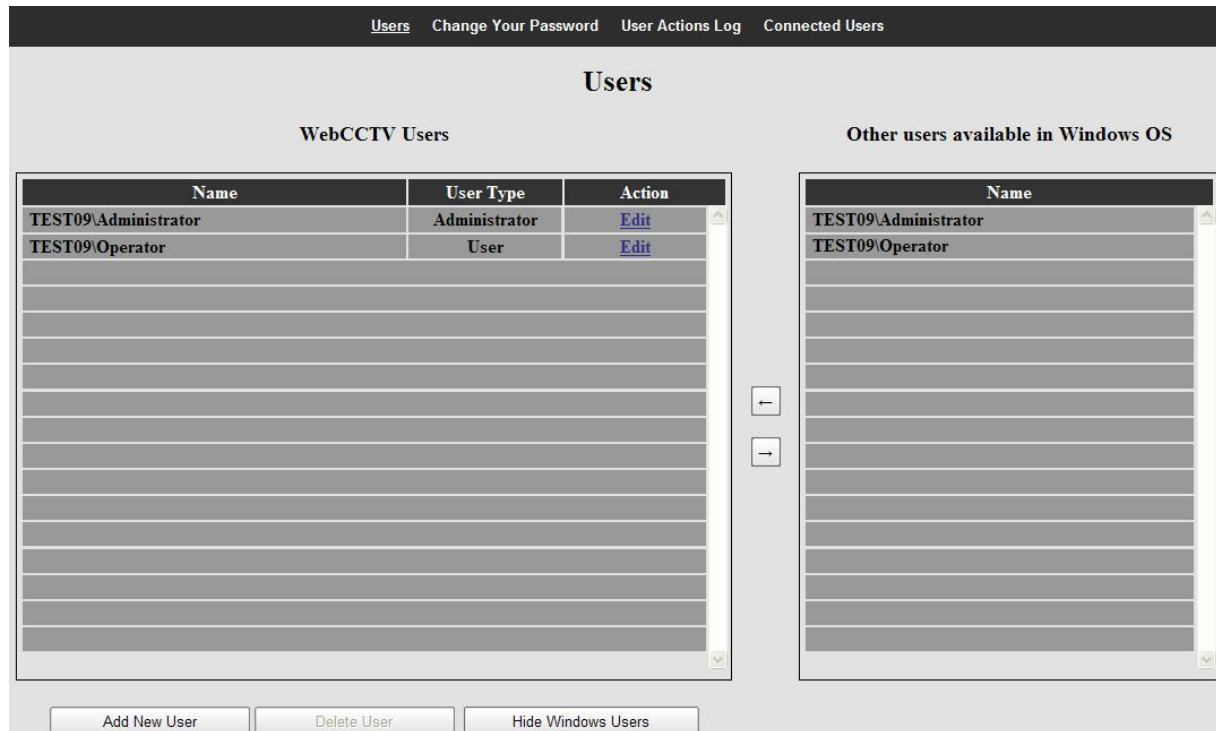 Users Change Your Password User Actions Log Connected Users
Users
WebCCTV Users
Other users available in Windows OS
Name User Type Action
TEST09\Administrator Administrator Edit
TEST09\Operator User Edit
Name
TEST09\Administrator
TEST09\Operator
←
→
Add New User Delete User Hide Windows Users